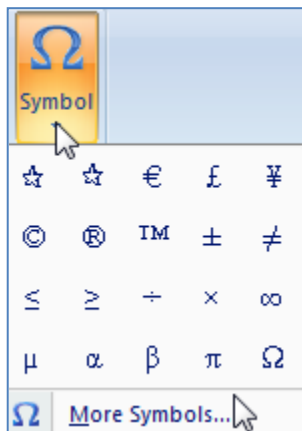 Ω
Symbol
☆ ☆ € £ ¥
© ® ™ ± ≠
≤ ≥ ÷ × ∞
µ α β π Ω
Ω More Symbols...